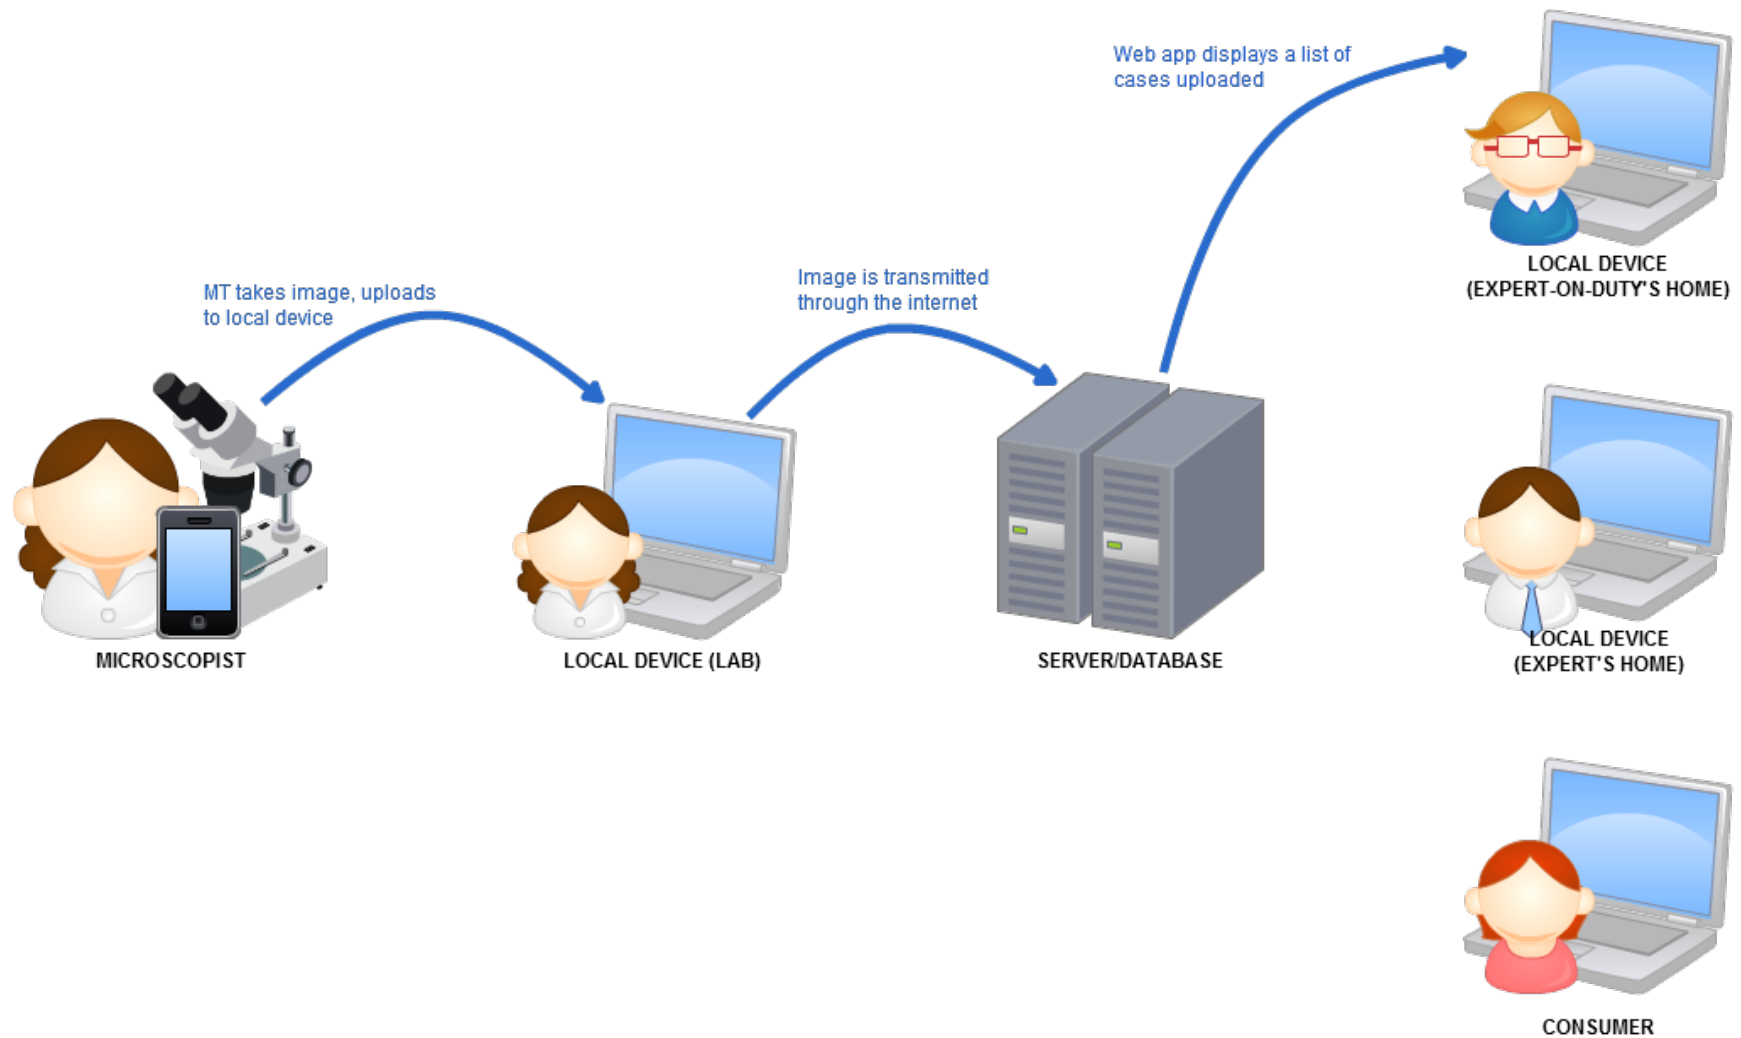 Web app displays a list of
cases uploaded
LOCAL DEVICE
(EXPERT-ON-DUTY'S HOME)
MT takes image, uploads
to local device
Image is transmitted
through the internet
MICROSCOPIST
LOCAL DEVICE (LAB)
SERVER/DATABASE
LOCAL DEVICE
(EXPERT'S HOME)
CONSUMER